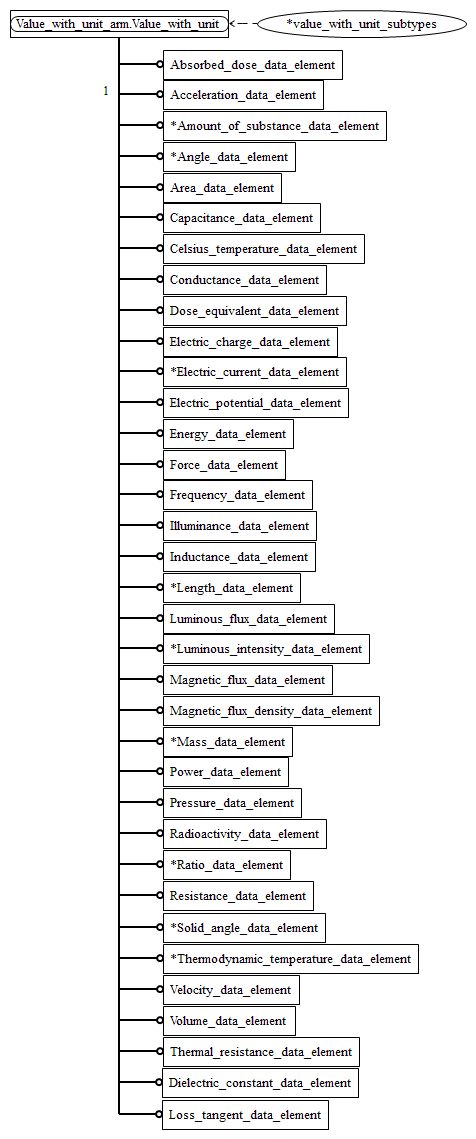 Value_with_unit_arm.Value_with_unit
*value_with_unit_subtypes
Absorbed_dose_data_element
1
Acceleration_data_element
*Amount_of_substance_data_element
*Angle_data_element
Area_data_element
Capacitance_data_element
Celsius_temperature_data_element
Conductance_data_element
Dose_equivalent_data_element
Electric_charge_data_element
*Electric_current_data_element
Electric_potential_data_element
Energy_data_element
Force_data_element
Frequency_data_element
Illuminance_data_element
Inductance_data_element
*Length_data_element
Luminous_flux_data_element
*Luminous_intensity_data_element
Magnetic_flux_data_element
Magnetic_flux_density_data_element
*Mass_data_element
Power_data_element
Pressure_data_element
Radioactivity_data_element
*Ratio_data_element
Resistance_data_element
*Solid_angle_data_element
*Thermodynamic_temperature_data_element
Velocity_data_element
Volume_data_element
Thermal_resistance_data_element
Dielectric_constant_data_element
Loss_tangent_data_element